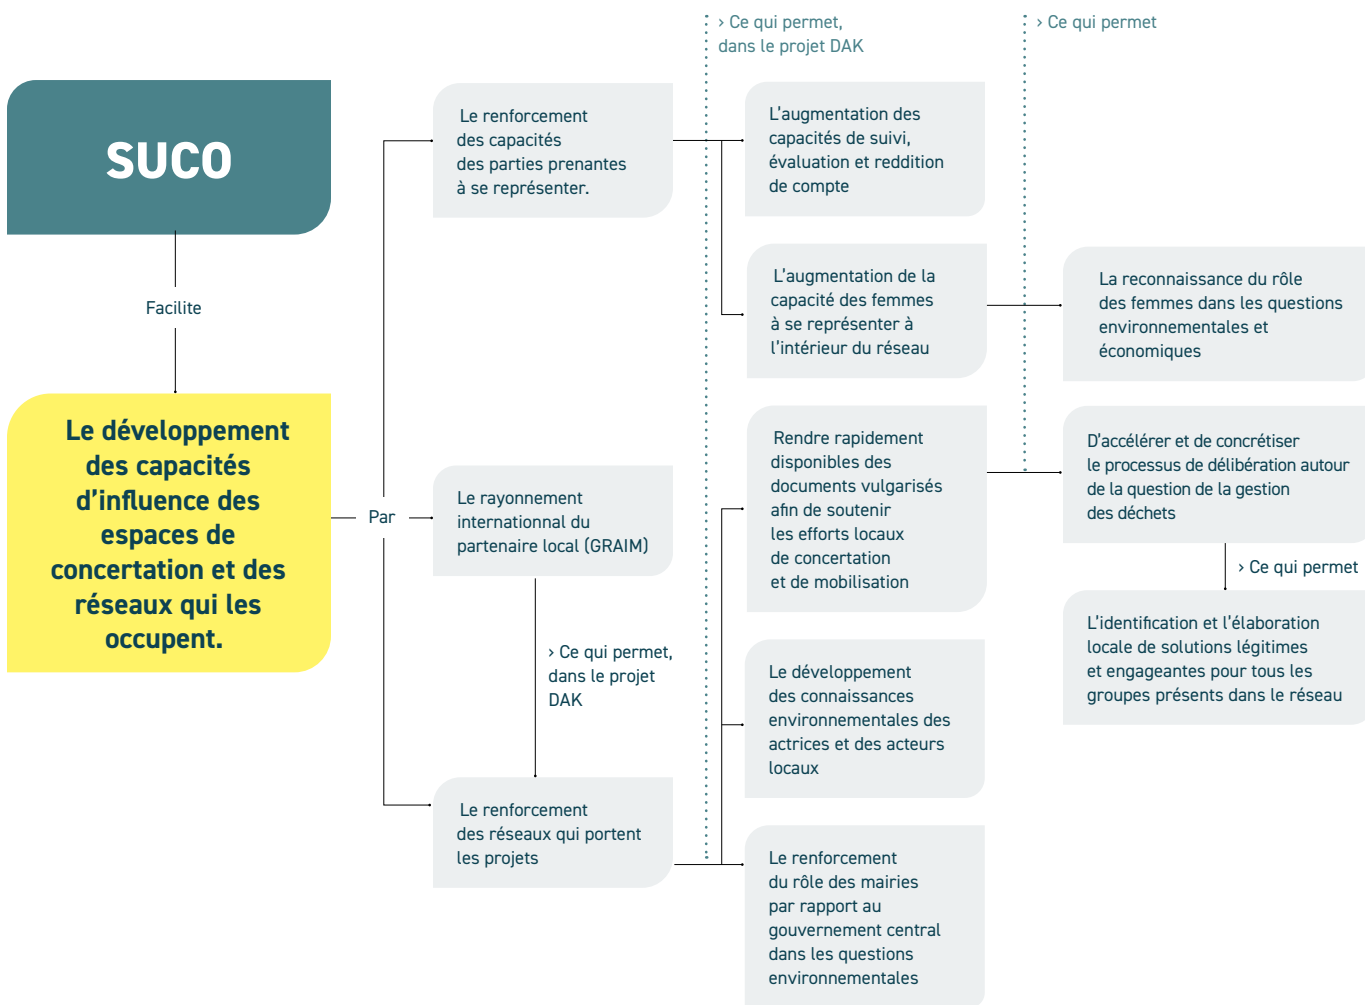 SUCO
Facilite
Le développement
des capacités
d'influence des
espaces de
concertation et des
réseaux qui les
occupent.
Par
Le renforcement
des capacités
des parties prenantes
à se représenter.
Le rayonnement
internationnal du
partenaire local (GRAIM)
› Ce qui permet,
dans le projet
DAK
Le renforcement
des réseaux qui portent
les projets
› Ce qui permet,
dans le projet DAK
L'augmentation des
capacités de suivi,
évaluation et reddition
de compte
L'augmentation de la
capacité des femmes
à se représenter à
l'intérieur du réseau
Rendre rapidement
disponibles des
documents vulgarisés
afin de soutenir
les efforts locaux
de concertation
et de mobilisation
Le développement
des connaissances
environnementales des
actrices et des acteurs
locaux
Le renforcement
du rôle des mairies
par rapport au
gouvernement central
dans les questions
environnementales
› Ce qui permet
La reconnaissance du rôle
des femmes dans les questions
environnementales et
économiques
D'accélérer et de concrétiser
le processus de délibération autour
de la question de la gestion
des déchets
› Ce qui permet
L'identification et l'élaboration
locale de solutions légitimes
et engageantes pour tous les
groupes présents dans le réseau